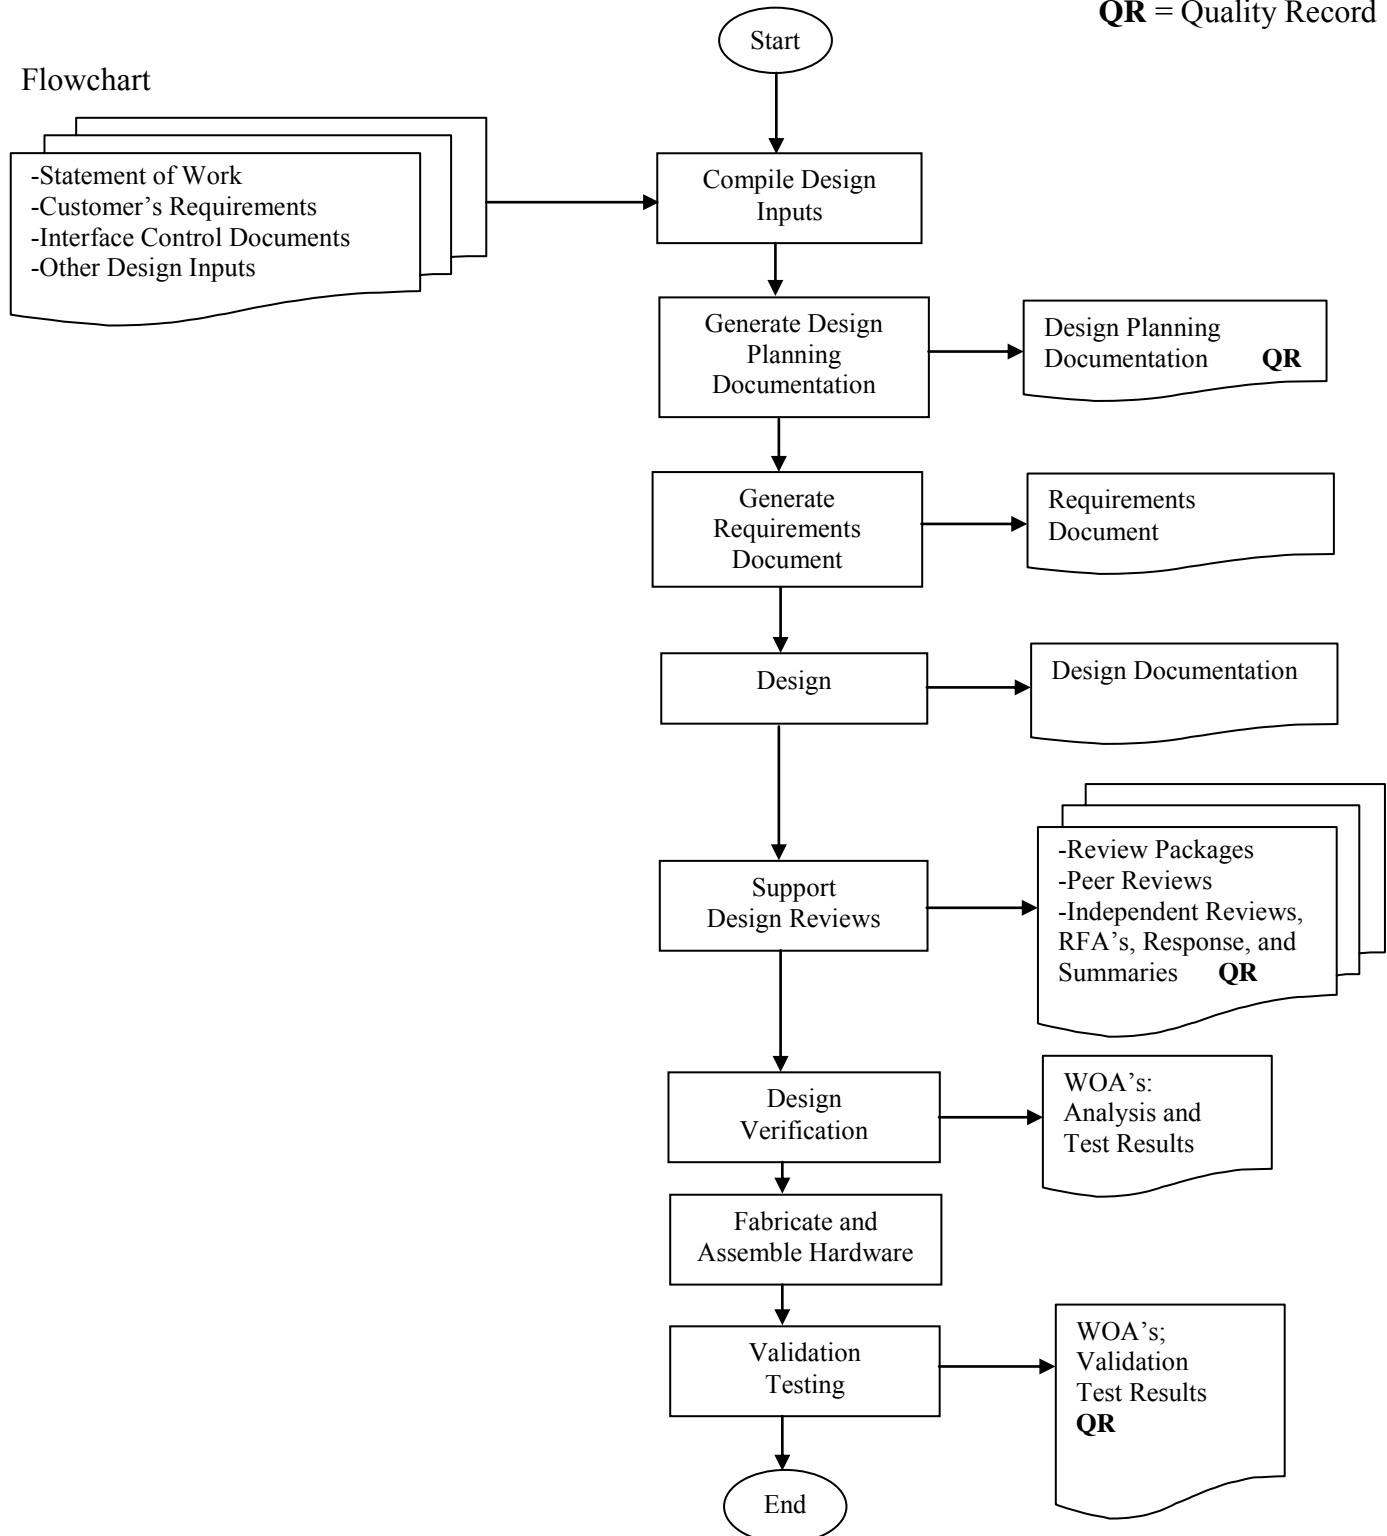 QR = Quality Record
Start
Flowchart
-Statement of Work
-Customer’s Requirements
-Interface Control Documents
-Other Design Inputs
Compile Design
Inputs
Generate Design
Planning
Documentation
Design Planning
Documentation QR
Generate
Requirements
Document
Requirements
Document
Design
Design Documentation
Support
Design Reviews
-Review Packages
-Peer Reviews
-Independent Reviews,
RFA’s, Response, and
Summaries QR
Design
Verification
WOA’s:
Analysis and
Test Results
Fabricate and
Assemble Hardware
Validation
Testing
WOA’s;
Validation
Test Results
QR
End